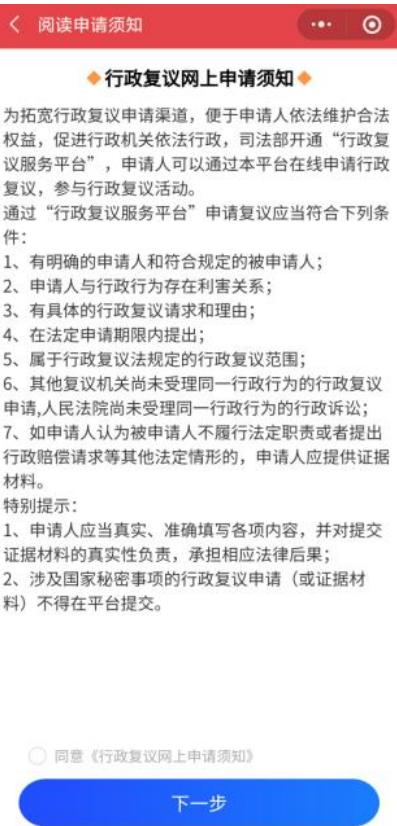 阅读申请须知
行政复议网上申请须知
为拓宽行政复议申请渠道，便于申请人依法维护合法
权益，促进行政机关依法行政，司法部开通“行政复
议服务平台”，申请人可以通过本平台在线申请行政
复议，参与行政复议活动。
通过“行政复议服务平台”申请复议应当符合下列条
件：
1、有明确的申请人和符合规定的被申请人；
2、申请人与行政行为存在利害关系；
3、有具体的行政复议请求和理由；
4、在法定申请期限内提出；
5、属于行政复议法规定的行政复议范围；
6、其他复议机关尚未受理同一行政行为的行政复议
申请,人民法院尚未受理同一行政行为的行政诉讼；
7、如申请人认为被申请人不履行法定职责或者提出
行政赔偿请求等其他法定情形的，申请人应提供证据
材料。
特别提示：
1、申请人应当真实、准确填写各项内容，并对提交
证据材料的真实性负责，承担相应法律后果；
2、涉及国家秘密事项的行政复议申请（或证据材
料）不得在平台提交。
同意《行政复议网上申请须知》
下一步